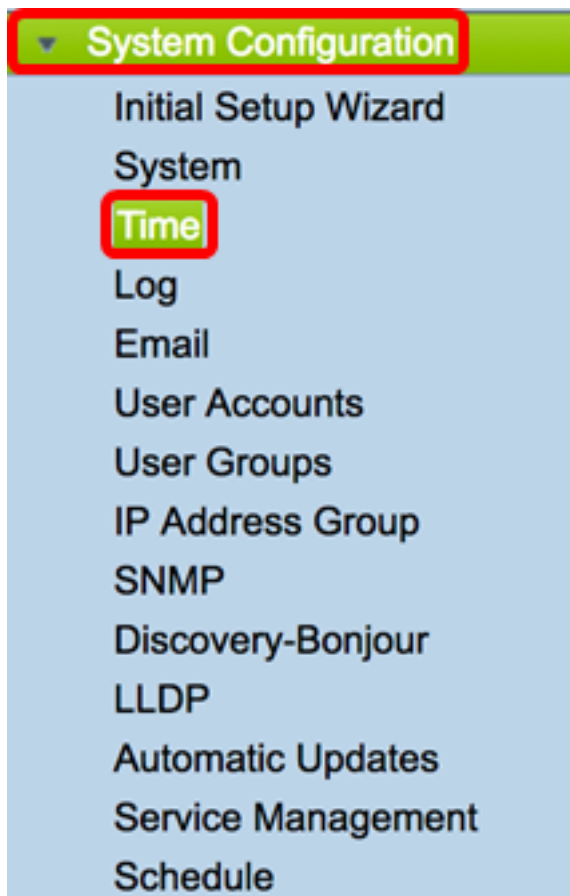 System Configuration
Initial Setup Wizard
System
Time
Log
Email
User Accounts
User Groups
IP Address Group
SNMP
Discovery-Bonjour
LLDP
Automatic Updates
Service Management
Schedule